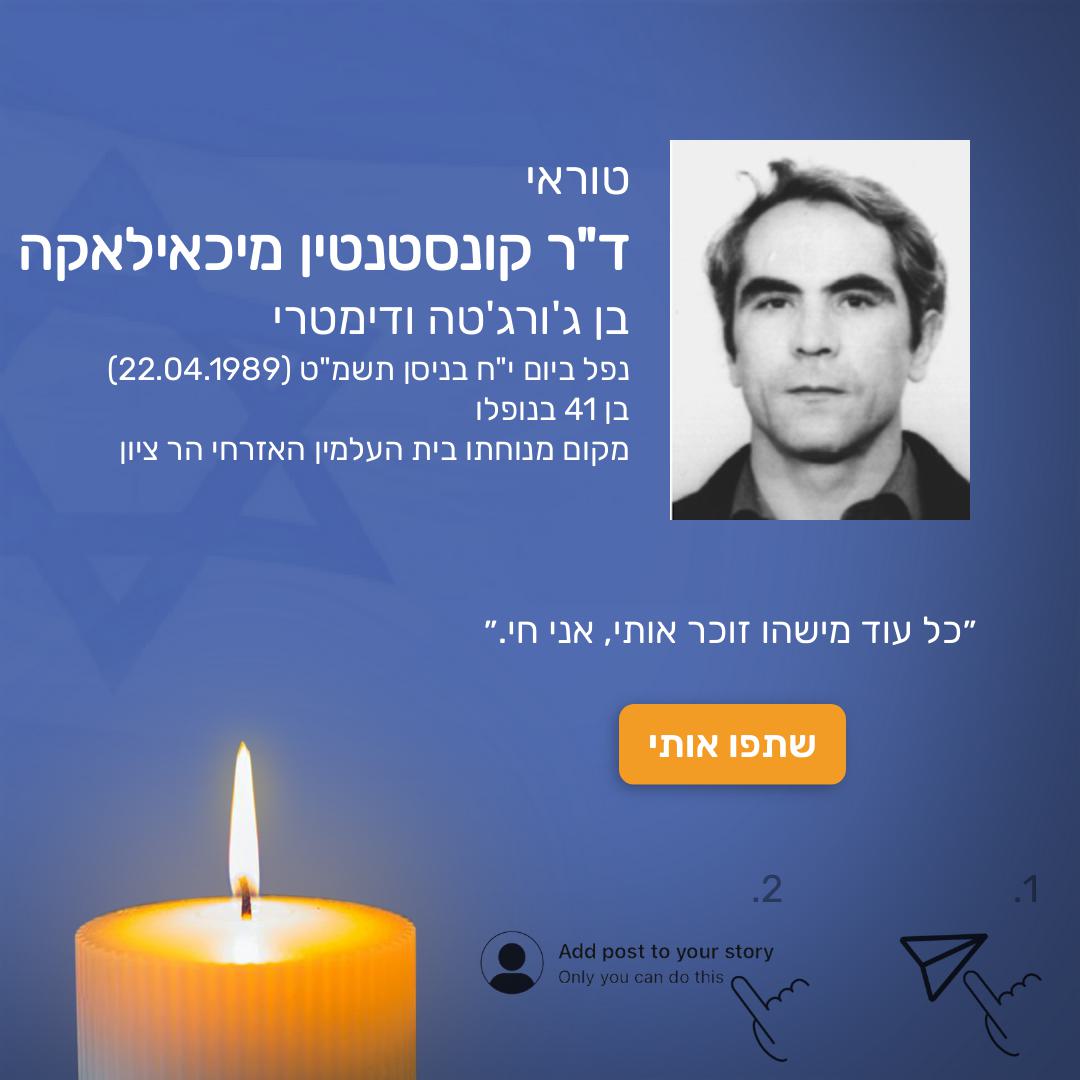 טוראי
ד"ר קונסטנטין מיכאילאקה
בן ג'ורג'טה ודימטרי
נפל ביום י"ח בניסן תשמ"ט (22.04.1989)
בן 41 בנופלו
מקום מנוחתו בית העלמין האזרחי הר ציון
״כל עוד מישהו זוכר אותי, אני חי.״
שתפו אותי
1.
2.
Add post to your story
Only you can do this